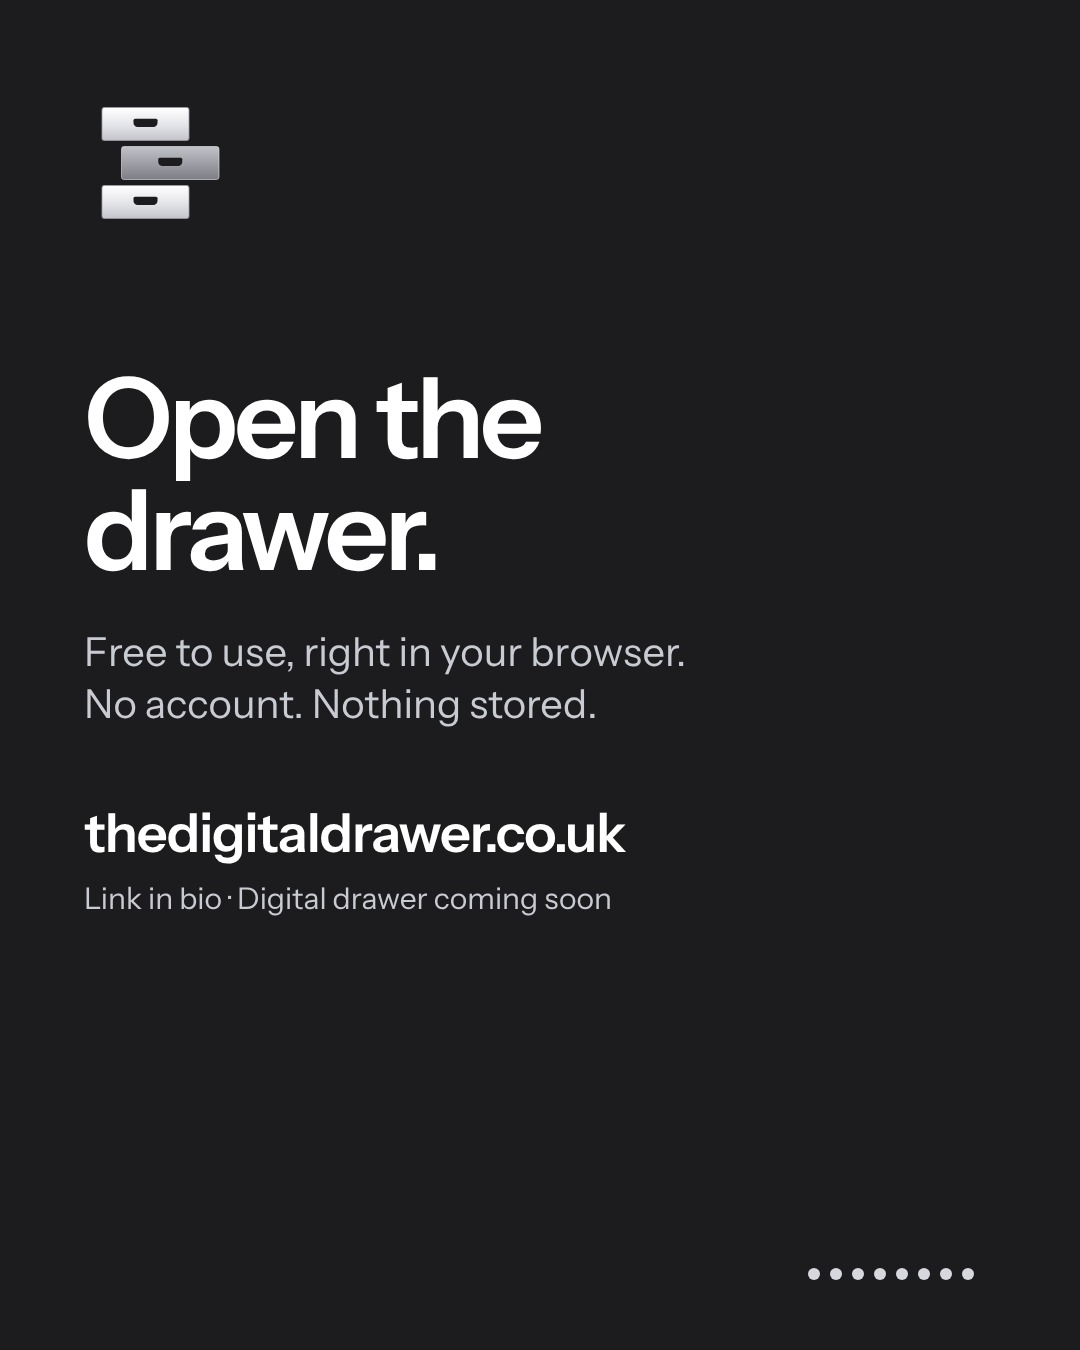 Open the
drawer.
Free to use, right in your browser.
No account. Nothing stored.
thedigitaldrawer.co.uk
Link in bio · Digital drawer coming soon